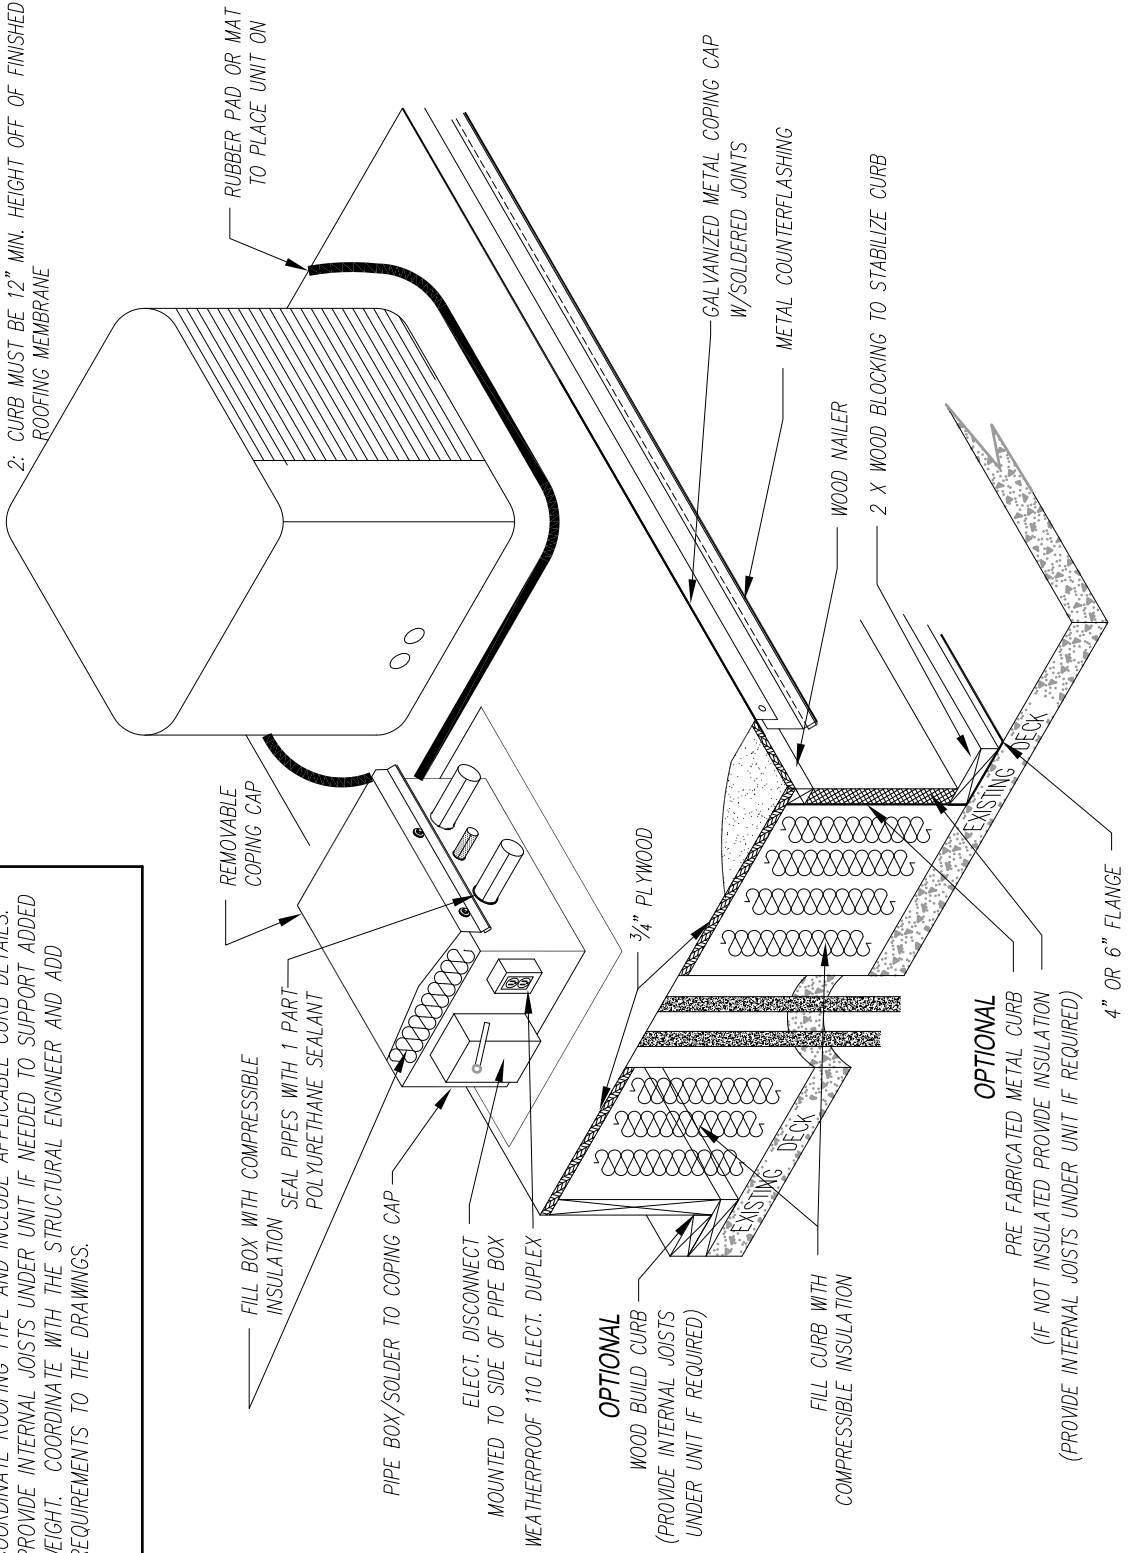 COORDINATE ROOFING TYPE AND INCLUDE APPLICABLE CURB DETAILS.
PROVIDE INTERNAL JOISTS UNDER UNIT IF NEEDED TO SUPPORT ADDED
WEIGHT. COORDINATE WITH THE STRUCTURAL ENGINEER AND ADD
REQUIREMENTS TO THE DRAWINGS.
2: CURB MUST BE 12" MIN. HEIGHT OFF OF FINISHED
ROOFING MEMBRANE
RUBBER PAD OR MAT
TO PLACE UNIT ON
REMOVABLE
COPING CAP
FILL BOX WITH COMPRESSIBLE
INSULATION
SEAL PIPES WITH 1 PART
POLYURETHANE SEALANT
PIPE BOX/SOLDER TO COPING CAP
ELECT. DISCONNECT
MOUNTED TO SIDE OF PIPE BOX
WEATHERPROOF 110 ELECT. DUPLEX
3/4" PLYWOOD
GALVANIZED METAL COPING CAP
W/SOLDERED JOINTS
METAL COUNTERFLASHING
WOOD NAILER
2 X WOOD BLOCKING TO STABILIZE CURB
OPTIONAL
WOOD BUILD CURB
(PROVIDE INTERNAL JOISTS
UNDER UNIT IF REQUIRED)
EXISTING DECK
EXISTING DECK
FILL CURB WITH
COMPRESSIBLE INSULATION
OPTIONAL
PRE FABRICATED METAL CURB
(IF NOT INSULATED PROVIDE INSULATION
(PROVIDE INTERNAL JOISTS UNDER UNIT IF REQUIRED)
4" OR 6" FLANGE